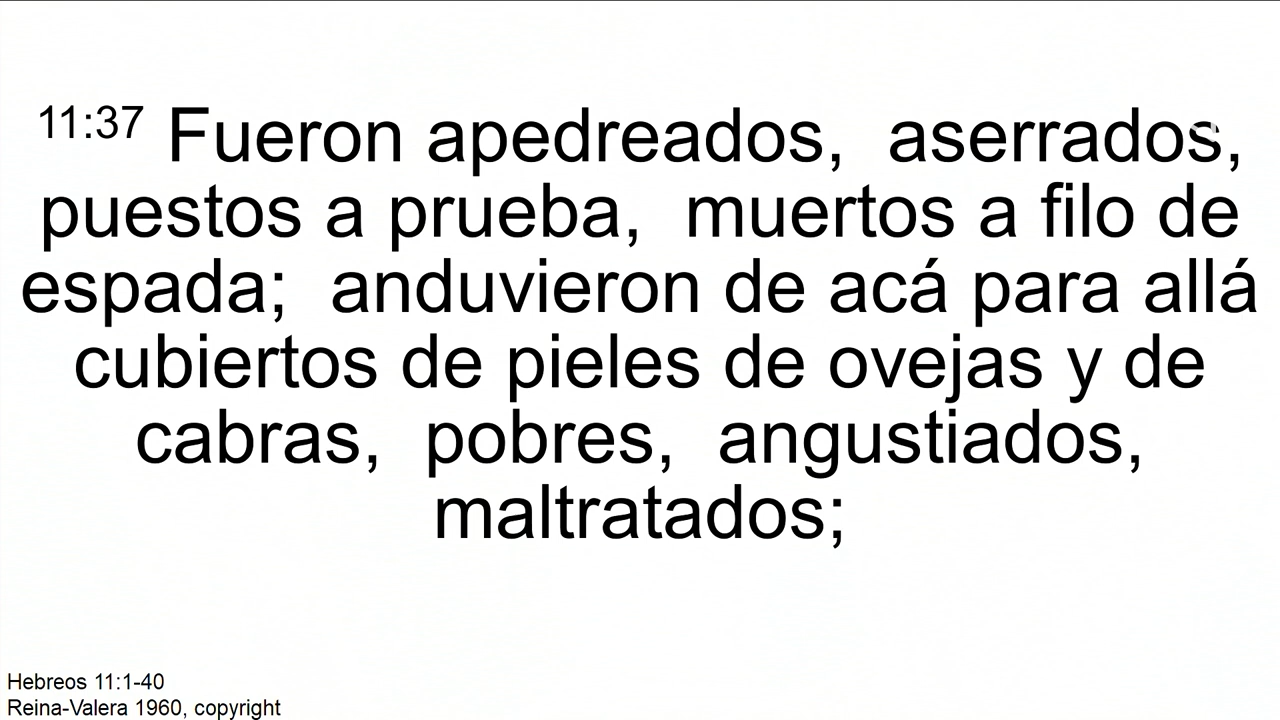 11:37 Fueron apedreados, aserrados,
puestos a prueba, muertos a filo de
espada; anduvieron de acá para allá
cubiertos de pieles de ovejas y de
cabras, pobres, angustiados,
maltratados;
Hebreos 11:1-40
Reina-Valera 1960, copyright